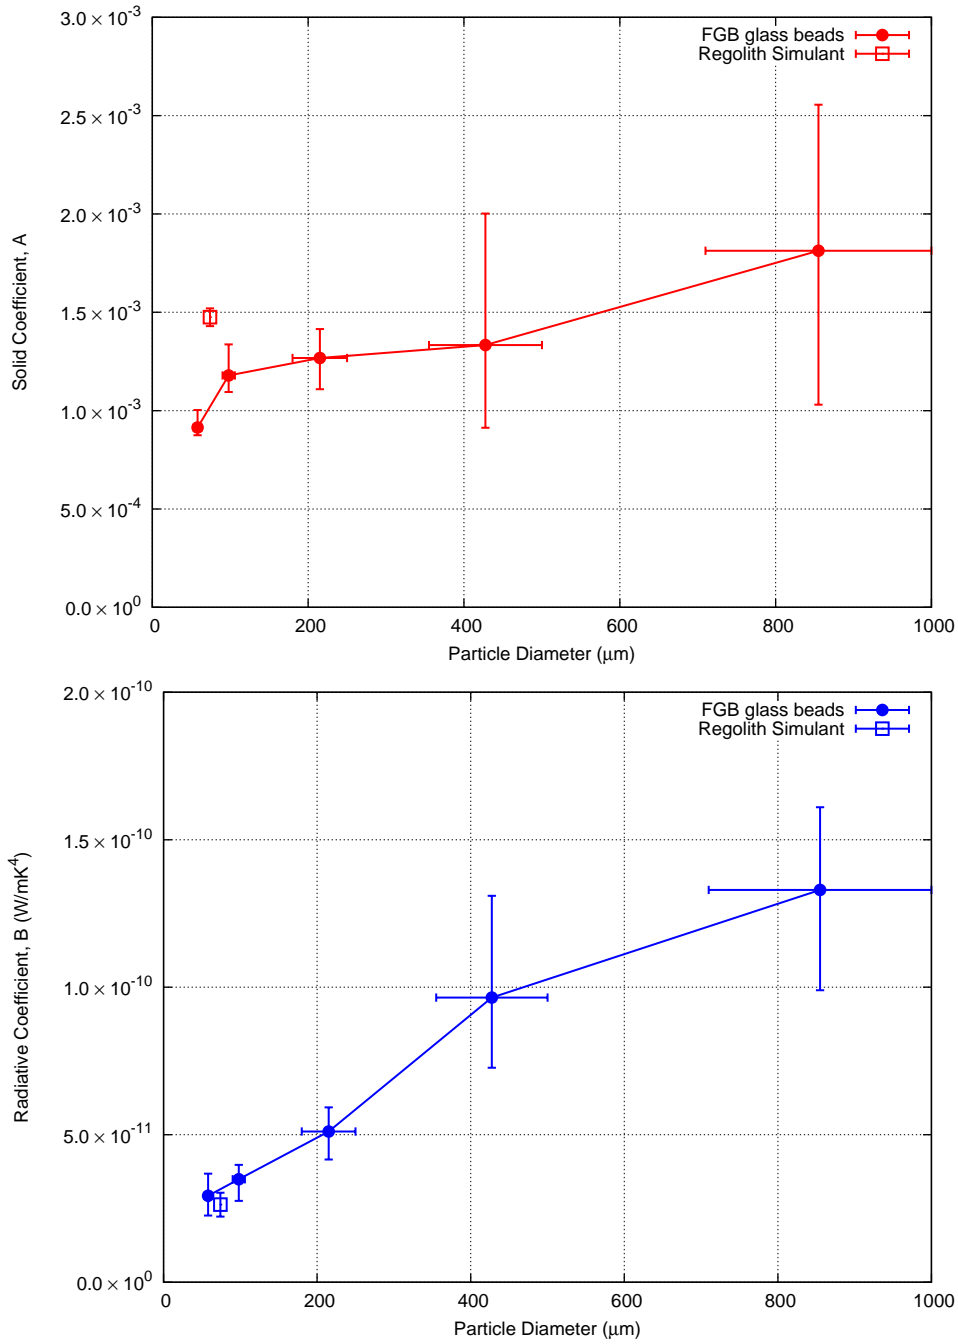 3.0 × 10⁻³
2.5 × 10⁻³
2.0 × 10⁻³
1.5 × 10⁻³
1.0 × 10⁻³
5.0 × 10⁻⁴
0.0 × 10⁰
Solid Coefficient, A
FGB glass beads
Regolith Simulant
0 200 400 600 800 1000
Particle Diameter (μm)
2.0 × 10⁻¹⁰
1.5 × 10⁻¹⁰
1.0 × 10⁻¹⁰
5.0 × 10⁻¹¹
0.0 × 10⁰
Radiative Coefficient, B (W/mK⁴)
FGB glass beads
Regolith Simulant
0 200 400 600 800 1000
Particle Diameter (μm)